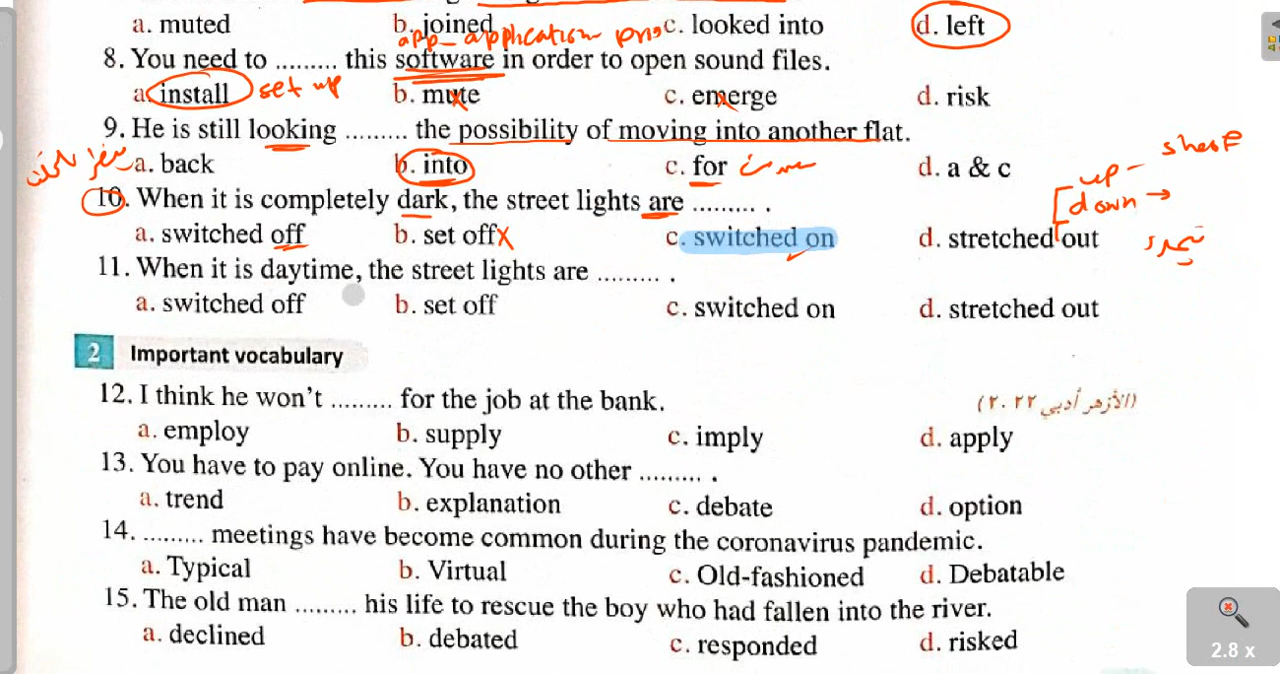 a. muted b. joined c. looked into d. left
app - application
8. You need to ......... this software in order to open sound files.
a. install set up b. mute c. emerge d. risk
9. He is still looking ......... the possibility of moving into another flat.
a. back b. into c. for d. a & c
up -
down →
10. When it is completely dark, the street lights are ......... .
a. switched off b. set off x c. switched on d. stretched out
11. When it is daytime, the street lights are ......... .
a. switched off b. set off c. switched on d. stretched out
2 Important vocabulary
12. I think he won't ......... for the job at the bank. (الأزهر أدبي ٢٠٢٢)
a. employ b. supply c. imply d. apply
13. You have to pay online. You have no other ......... .
a. trend b. explanation c. debate d. option
14. ......... meetings have become common during the coronavirus pandemic.
a. Typical b. Virtual c. Old-fashioned d. Debatable
15. The old man ......... his life to rescue the boy who had fallen into the river.
a. declined b. debated c. responded d. risked
2.8 x